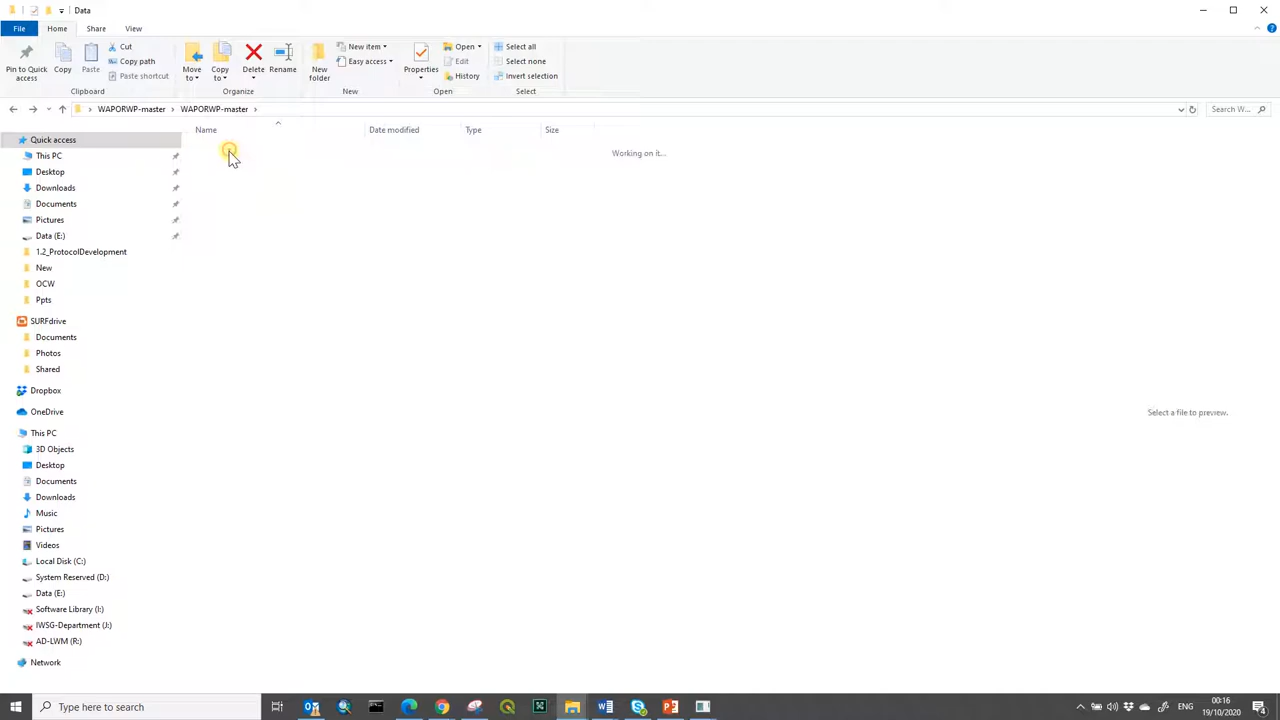 Data
File Home Share View
Pin to Quick access
Copy
Paste
Cut
Copy path
Paste shortcut
Clipboard
Move to
Copy to
Delete
Rename
Organize
New folder
New item
Easy access
New
Properties
Open
Edit
History
Open
Select all
Select none
Invert selection
Select
WAPORWP-master WAPORWP-master
Search W...
Name Date modified Type Size
Working on it...
Select a file to preview.
Quick access
This PC
Desktop
Downloads
Documents
Pictures
Data (E:)
1.2_ProtocolDevelopment
New
OCW
Ppts
SURFdrive
Documents
Photos
Shared
Dropbox
OneDrive
This PC
3D Objects
Desktop
Documents
Downloads
Music
Pictures
Videos
Local Disk (C:)
System Reserved (D:)
Data (E:)
Software Library (I:)
IWSG-Department (J:)
AD-LWM (R:)
Network
Type here to search
ENG
00:16
19/10/2020